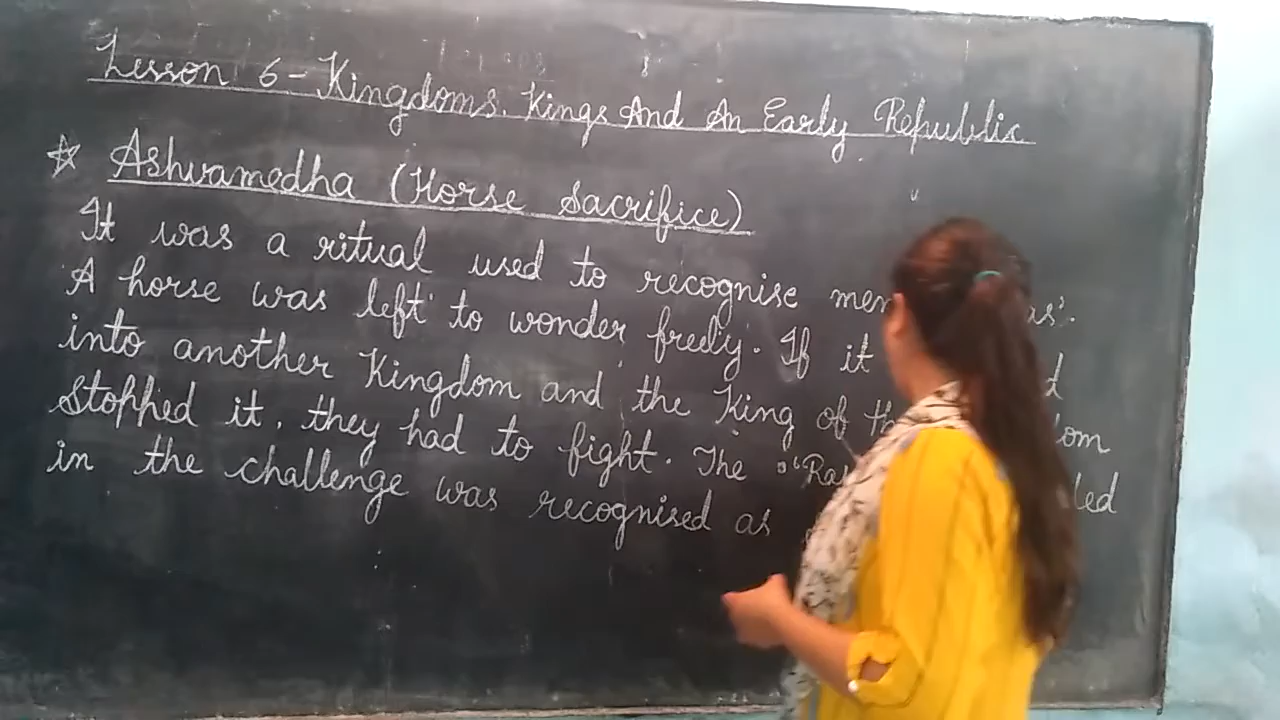 Lesson 6 - Kingdoms, Kings And An Early Republic
☆ Ashvamedha (Horse Sacrifice)
It was a ritual used to recognise
A horse was left to wonder freely. If it
into another Kingdom and the King of
stopped it, they had to fight. The
in the challenge was recognised as